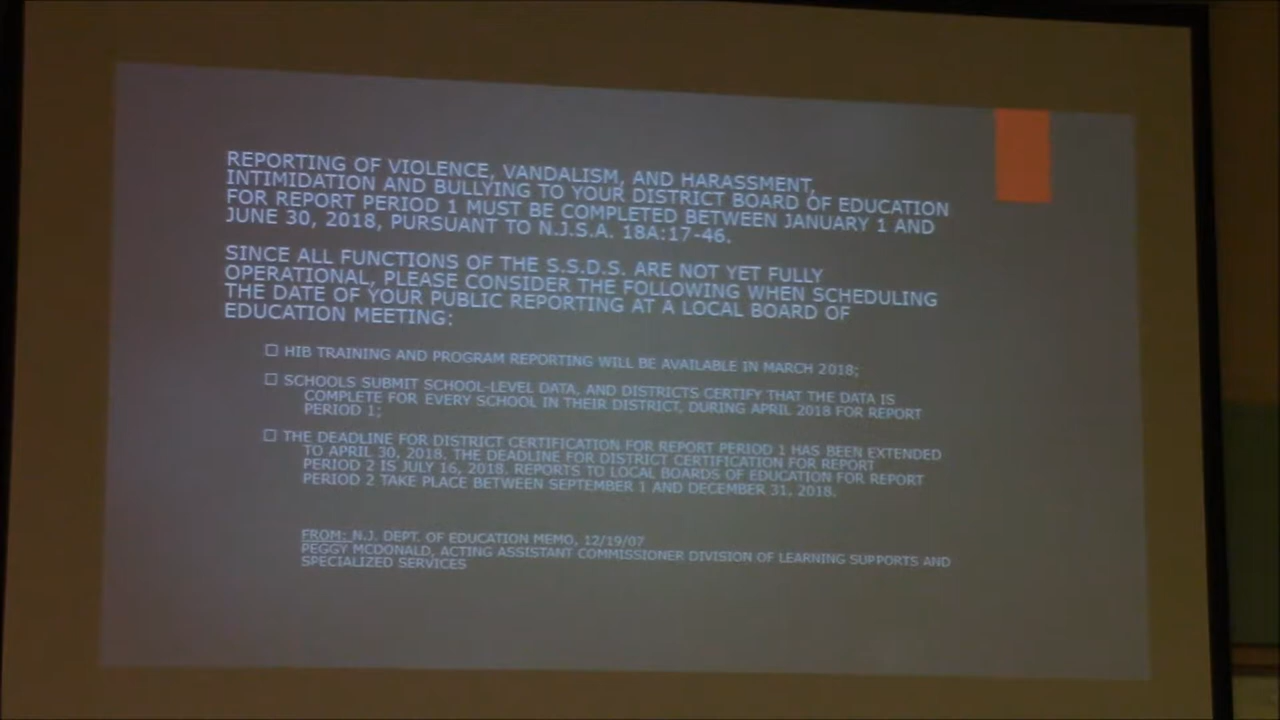 REPORTING OF VIOLENCE, VANDALISM, AND HARASSMENT,
INTIMIDATION AND BULLYING TO YOUR DISTRICT BOARD OF EDUCATION
FOR REPORT PERIOD 1 MUST BE COMPLETED BETWEEN JANUARY 1 AND
JUNE 30, 2018, PURSUANT TO N.J.S.A. 18A:17-46.
SINCE ALL FUNCTIONS OF THE S.S.D.S. ARE NOT YET FULLY
OPERATIONAL, PLEASE CONSIDER THE FOLLOWING WHEN SCHEDULING
THE DATE OF YOUR PUBLIC REPORTING AT A LOCAL BOARD OF
EDUCATION MEETING:
☐ HIB TRAINING AND PROGRAM REPORTING WILL BE AVAILABLE IN MARCH 2018;
☐ SCHOOLS SUBMIT SCHOOL-LEVEL DATA, AND DISTRICTS CERTIFY THAT THE DATA IS
COMPLETE FOR EVERY SCHOOL IN THEIR DISTRICT, DURING APRIL 2018 FOR REPORT
PERIOD 1;
☐ THE DEADLINE FOR DISTRICT CERTIFICATION FOR REPORT PERIOD 1 HAS BEEN EXTENDED
TO APRIL 30, 2018. THE DEADLINE FOR DISTRICT CERTIFICATION FOR REPORT
PERIOD 2 IS JULY 16, 2018. REPORTS TO LOCAL BOARDS OF EDUCATION FOR REPORT
PERIOD 2 TAKE PLACE BETWEEN SEPTEMBER 1 AND DECEMBER 31, 2018.
FROM: N.J. DEPT. OF EDUCATION MEMO, 12/19/07
PEGGY MCDONALD, ACTING ASSISTANT COMMISSIONER DIVISION OF LEARNING SUPPORTS AND
SPECIALIZED SERVICES